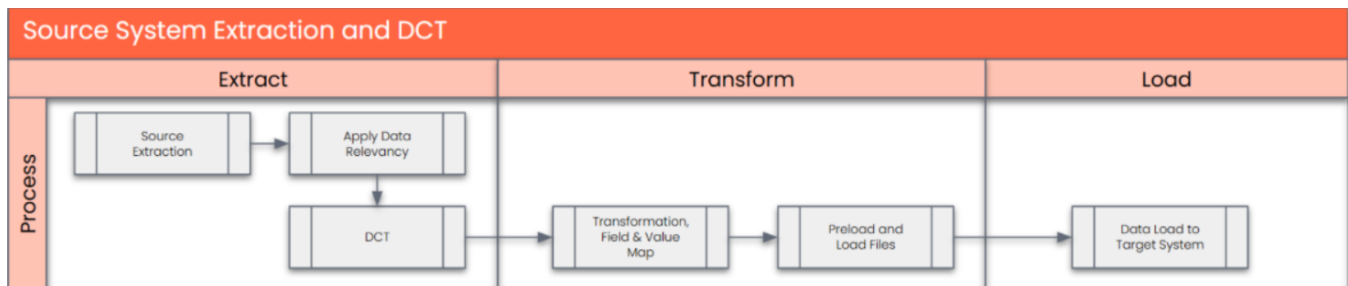 Source System Extraction and DCT
Extract
Transform
Load
Process
Source
Extraction
Apply Data
Relevancy
DCT
Transformation,
Field & Value
Map
Preload and
Load Files
Data Load to
Target System